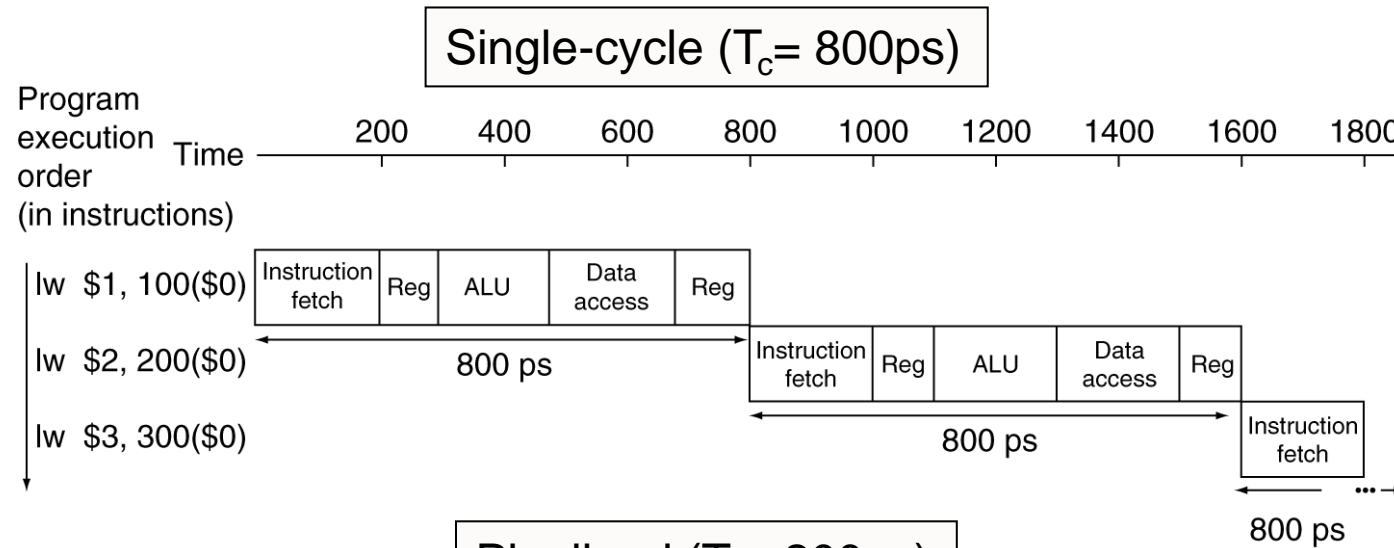 Single-cycle (Tc= 800ps)
Program
execution
order
(in instructions)
Time
200 400 600 800 1000 1200 1400 1600 1800
lw $1, 100($0)
Instruction
fetch
Reg
ALU
Data
access
Reg
800 ps
lw $2, 200($0)
Instruction
fetch
Reg
ALU
Data
access
Reg
800 ps
lw $3, 300($0)
Instruction
fetch
...
800 ps